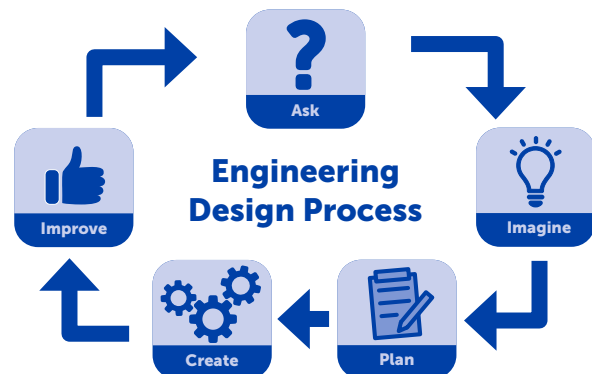 Ask
Engineering
Design Process
Improve
Imagine
Create
Plan